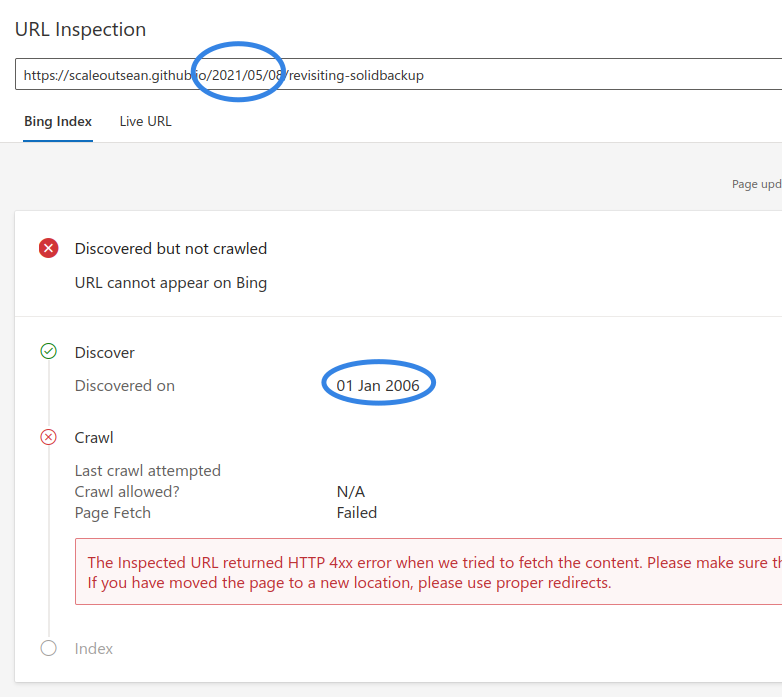 URL Inspection
https://scaleoutsean.github.io/2021/05/08/revisiting-solidbackup
Bing Index Live URL
Page upd
Discovered but not crawled
URL cannot appear on Bing
Discover
Discovered on 01 Jan 2006
Crawl
Last crawl attempted
Crawl allowed? N/A
Page Fetch Failed
The Inspected URL returned HTTP 4xx error when we tried to fetch the content. Please make sure th
If you have moved the page to a new location, please use proper redirects.
Index